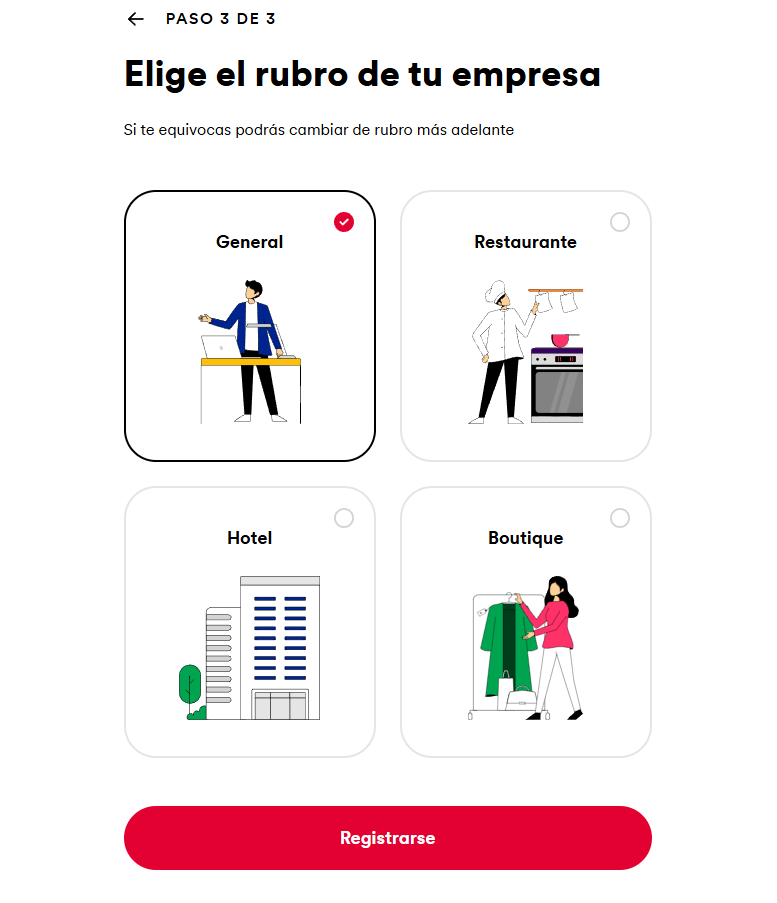 PASO 3 DE 3
Elige el rubro de tu empresa
Si te equivocas podrás cambiar de rubro más adelante
General
Restaurante
Hotel
Boutique
Registrarse